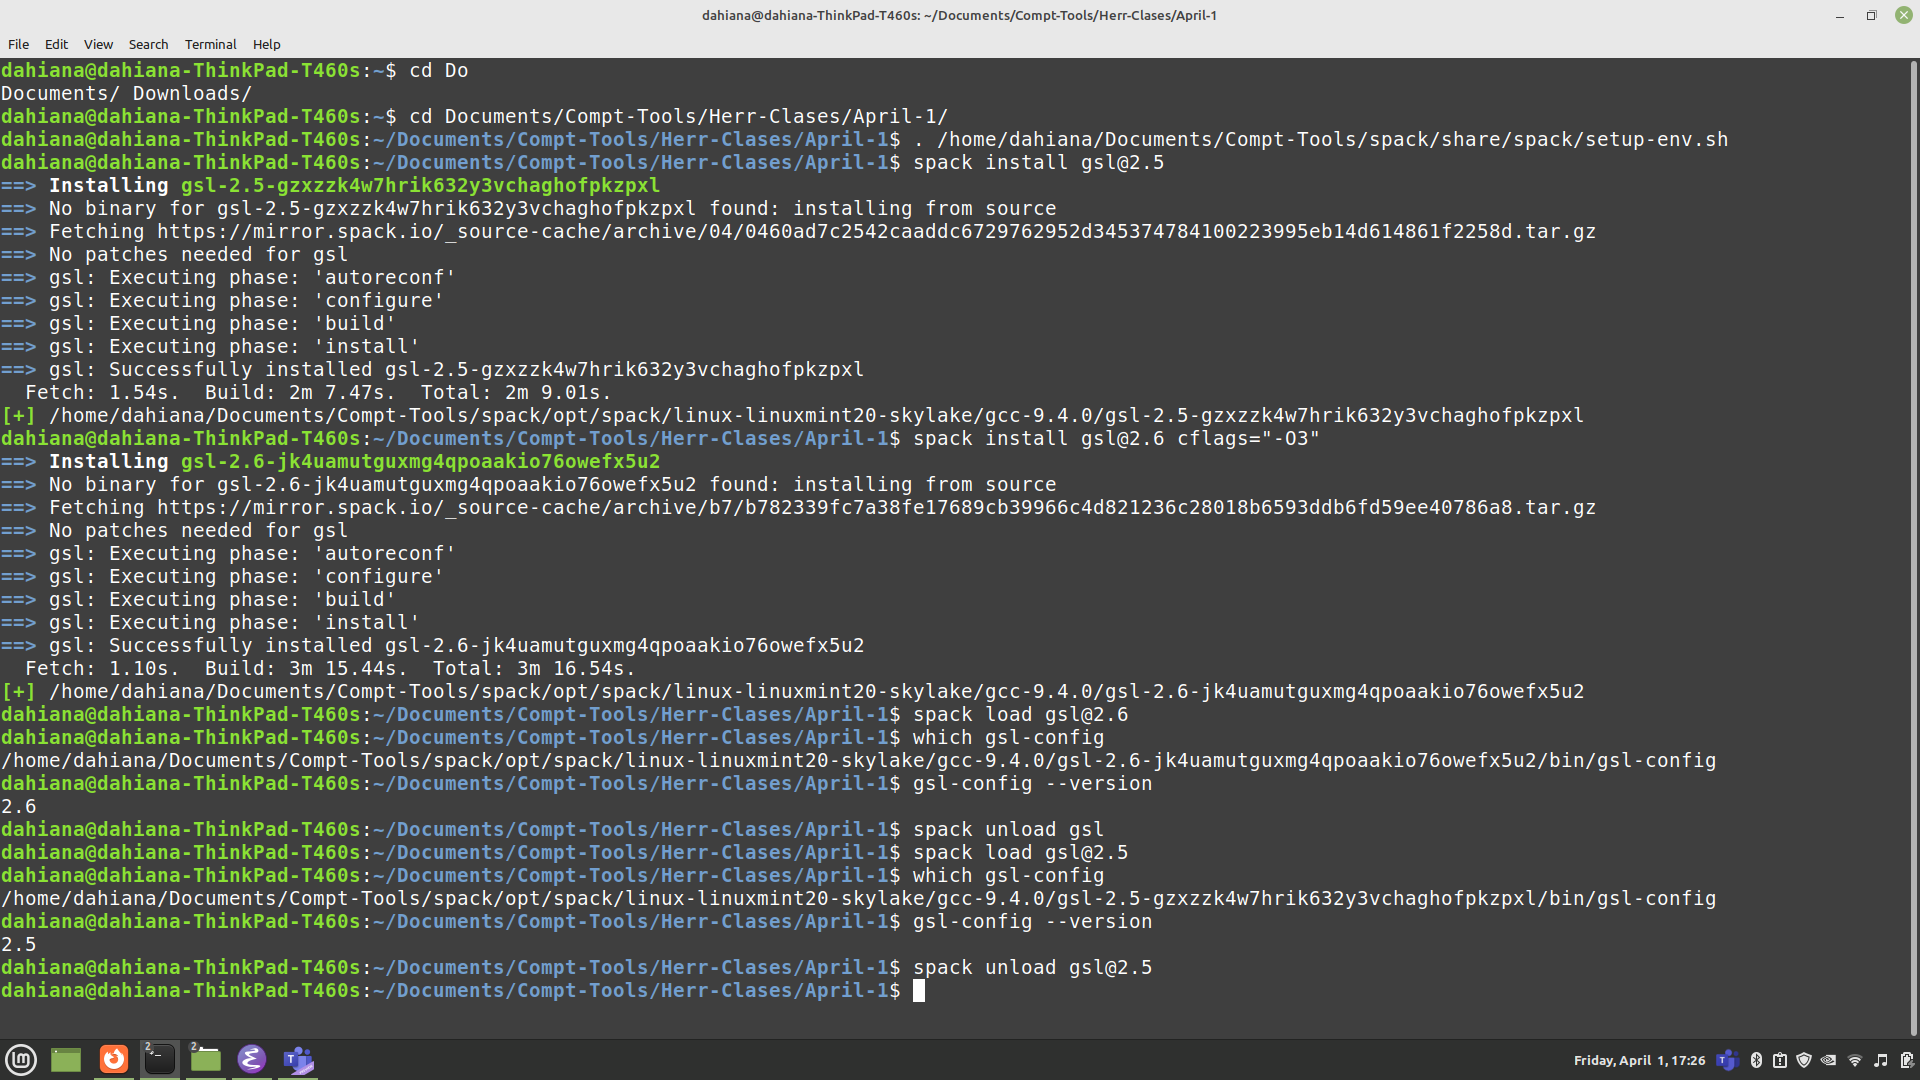 dahiana@dahiana-ThinkPad-T460s: ~/Documents/Compt-Tools/Herr-Clases/April-1
File Edit View Search Terminal Help
dahiana@dahiana-ThinkPad-T460s:~$ cd Do
Documents/ Downloads/
dahiana@dahiana-ThinkPad-T460s:~$ cd Documents/Compt-Tools/Herr-Clases/April-1/
dahiana@dahiana-ThinkPad-T460s:~/Documents/Compt-Tools/Herr-Clases/April-1$ . /home/dahiana/Documents/Compt-Tools/spack/share/spack/setup-env.sh
dahiana@dahiana-ThinkPad-T460s:~/Documents/Compt-Tools/Herr-Clases/April-1$ spack install gsl@2.5
==> Installing gsl-2.5-gzxzzk4w7hrik632y3vchaghofpkzpxl
==> No binary for gsl-2.5-gzxzzk4w7hrik632y3vchaghofpkzpxl found: installing from source
==> Fetching https://mirror.spack.io/_source-cache/archive/04/0460ad7c2542caaddc6729762952d345374784100223995eb14d614861f2258d.tar.gz
==> No patches needed for gsl
==> gsl: Executing phase: 'autoreconf'
==> gsl: Executing phase: 'configure'
==> gsl: Executing phase: 'build'
==> gsl: Executing phase: 'install'
==> gsl: Successfully installed gsl-2.5-gzxzzk4w7hrik632y3vchaghofpkzpxl
  Fetch: 1.54s.  Build: 2m 7.47s.  Total: 2m 9.01s.
[+] /home/dahiana/Documents/Compt-Tools/spack/opt/spack/linux-linuxmint20-skylake/gcc-9.4.0/gsl-2.5-gzxzzk4w7hrik632y3vchaghofpkzpxl
dahiana@dahiana-ThinkPad-T460s:~/Documents/Compt-Tools/Herr-Clases/April-1$ spack install gsl@2.6 cflags="-O3"
==> Installing gsl-2.6-jk4uamutguxmg4qpoaakio76owefx5u2
==> No binary for gsl-2.6-jk4uamutguxmg4qpoaakio76owefx5u2 found: installing from source
==> Fetching https://mirror.spack.io/_source-cache/archive/b7/b782339fc7a38fe17689cb39966c4d821236c28018b6593ddb6fd59ee40786a8.tar.gz
==> No patches needed for gsl
==> gsl: Executing phase: 'autoreconf'
==> gsl: Executing phase: 'configure'
==> gsl: Executing phase: 'build'
==> gsl: Executing phase: 'install'
==> gsl: Successfully installed gsl-2.6-jk4uamutguxmg4qpoaakio76owefx5u2
  Fetch: 1.10s.  Build: 3m 15.44s.  Total: 3m 16.54s.
[+] /home/dahiana/Documents/Compt-Tools/spack/opt/spack/linux-linuxmint20-skylake/gcc-9.4.0/gsl-2.6-jk4uamutguxmg4qpoaakio76owefx5u2
dahiana@dahiana-ThinkPad-T460s:~/Documents/Compt-Tools/Herr-Clases/April-1$ spack load gsl@2.6
dahiana@dahiana-ThinkPad-T460s:~/Documents/Compt-Tools/Herr-Clases/April-1$ which gsl-config
/home/dahiana/Documents/Compt-Tools/spack/opt/spack/linux-linuxmint20-skylake/gcc-9.4.0/gsl-2.6-jk4uamutguxmg4qpoaakio76owefx5u2/bin/gsl-config
dahiana@dahiana-ThinkPad-T460s:~/Documents/Compt-Tools/Herr-Clases/April-1$ gsl-config --version
2.6
dahiana@dahiana-ThinkPad-T460s:~/Documents/Compt-Tools/Herr-Clases/April-1$ spack unload gsl
dahiana@dahiana-ThinkPad-T460s:~/Documents/Compt-Tools/Herr-Clases/April-1$ spack load gsl@2.5
dahiana@dahiana-ThinkPad-T460s:~/Documents/Compt-Tools/Herr-Clases/April-1$ which gsl-config
/home/dahiana/Documents/Compt-Tools/spack/opt/spack/linux-linuxmint20-skylake/gcc-9.4.0/gsl-2.5-gzxzzk4w7hrik632y3vchaghofpkzpxl/bin/gsl-config
dahiana@dahiana-ThinkPad-T460s:~/Documents/Compt-Tools/Herr-Clases/April-1$ gsl-config --version
2.5
dahiana@dahiana-ThinkPad-T460s:~/Documents/Compt-Tools/Herr-Clases/April-1$ spack unload gsl@2.5
dahiana@dahiana-ThinkPad-T460s:~/Documents/Compt-Tools/Herr-Clases/April-1$
2 2 Friday, April 1, 17:26